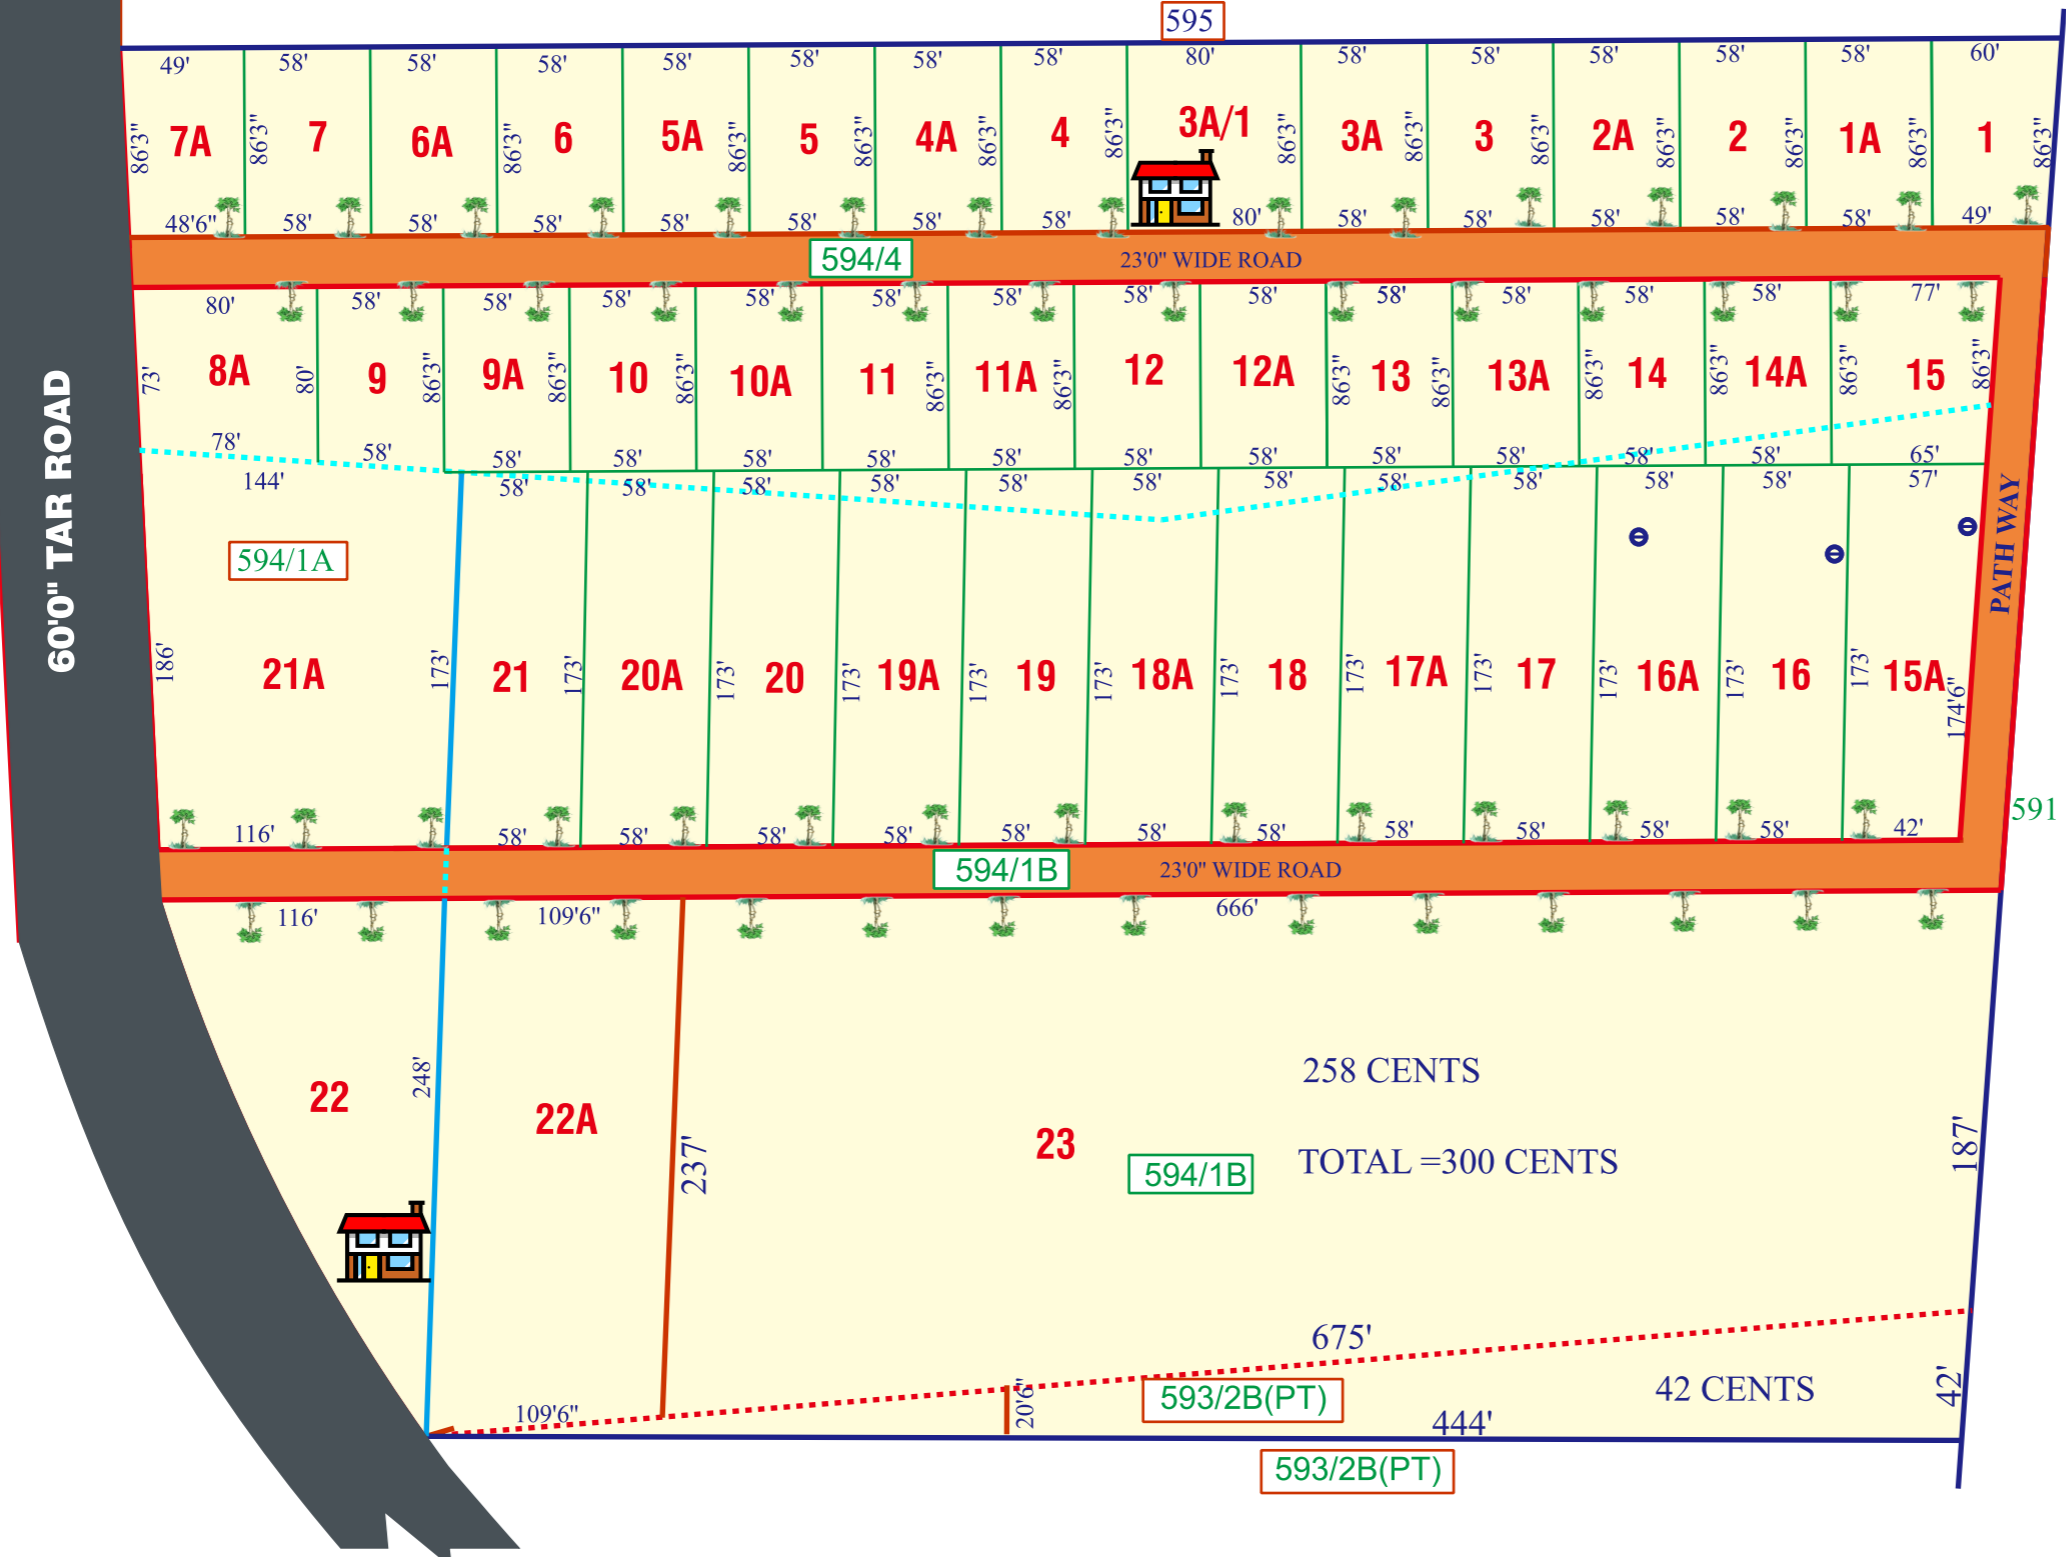 595
49' 58' 58' 58' 58' 58' 58' 58' 80' 58' 58' 58' 58' 58' 60'
86'3" 7A 86'3" 7 6A 86'3" 6 5A 86'3" 5 86'3" 4A 86'3" 4 86'3" 3A/1 86'3" 3A 86'3" 3 86'3" 2A 86'3" 2 86'3" 1A 86'3" 1 86'3"
48'6" 58' 58' 58' 58' 58' 58' 58' 80' 58' 58' 58' 58' 58' 49'
594/4 23'0" WIDE ROAD
80' 58' 58' 58' 58' 58' 58' 58' 58' 58' 58' 58' 58' 77'
73' 8A 80' 9 86'3" 9A 86'3" 10 86'3" 10A 11 86'3" 11A 86'3" 12 12A 86'3" 13 86'3" 13A 86'3" 14 86'3" 14A 86'3" 15 86'3"
78' 58' 58' 58' 58' 58' 58' 58' 58' 58' 58' 58' 58' 65'
144' 58' 58' 58' 58' 58' 58' 58' 58' 58' 58' 58' 57'
60'0" TAR ROAD
594/1A
PATH WAY
186' 21A 173' 21 173' 20A 173' 20 173' 19A 173' 19 173' 18A 173' 18 173' 17A 173' 17 173' 16A 173' 16 173' 15A 174'6"
591
116' 58' 58' 58' 58' 58' 58' 58' 58' 58' 58' 58' 42'
594/1B 23'0" WIDE ROAD
116' 109'6" 666'
22 248' 22A 237' 23
258 CENTS
594/1B TOTAL =300 CENTS
187'
675'
109'6" 20'6" 593/2B(PT) 42 CENTS 42'
444'
593/2B(PT)